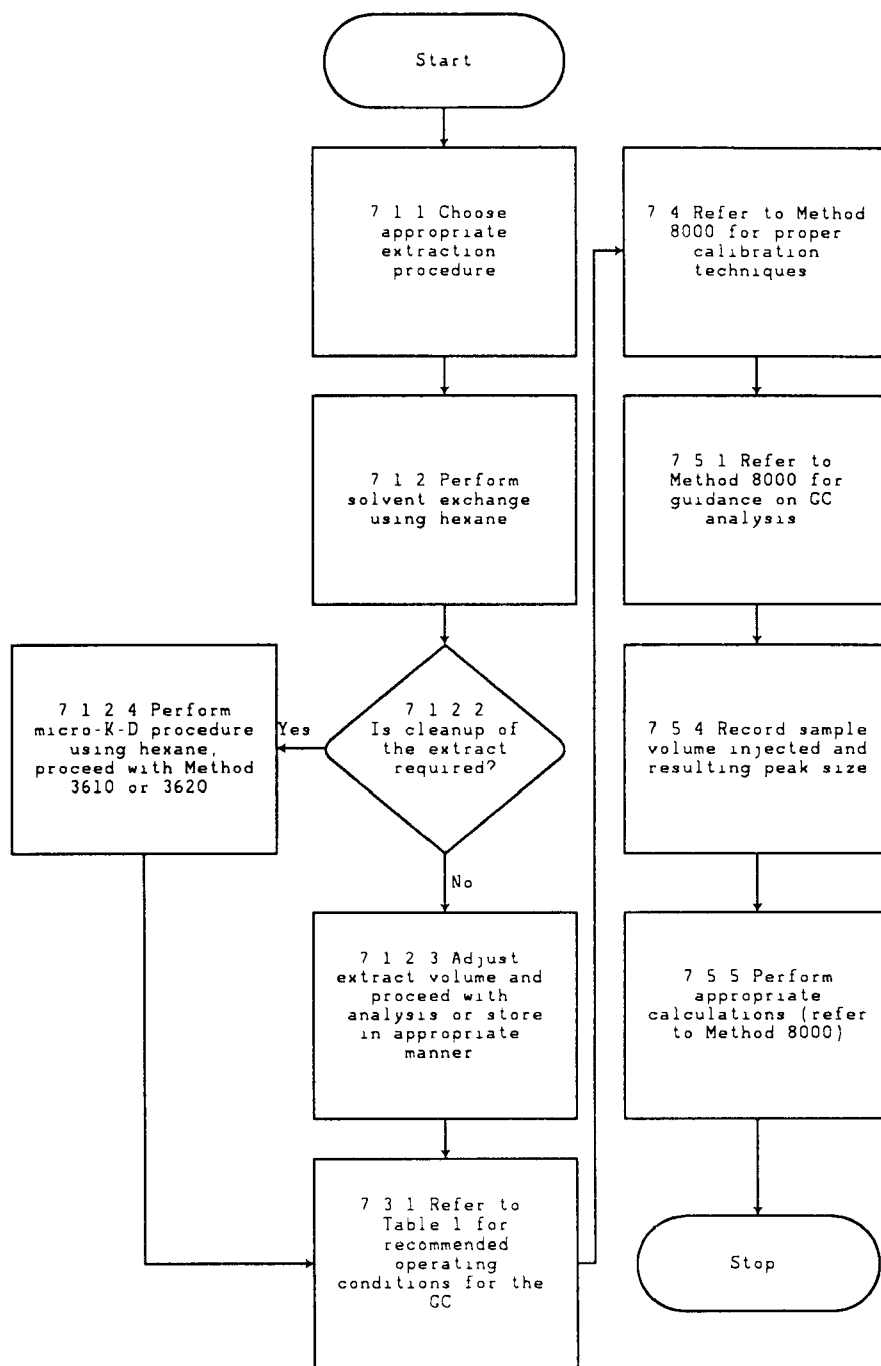 Start
7 1 1 Choose
appropriate
extraction
procedure
7 1 2 Perform
solvent exchange
using hexane
7 1 2 2
Is cleanup of
the extract
required?
Yes
7 1 2 4 Perform
micro-K-D procedure
using hexane,
proceed with Method
3610 or 3620
No
7 1 2 3 Adjust
extract volume and
proceed with
analysis or store
in appropriate
manner
7 3 1 Refer to
Table 1 for
recommended
operating
conditions for the
GC
7 4 Refer to Method
8000 for proper
calibration
techniques
7 5 1 Refer to
Method 8000 for
guidance on GC
analysis
7 5 4 Record sample
volume injected and
resulting peak size
7 5 5 Perform
appropriate
calculations (refer
to Method 8000)
Stop